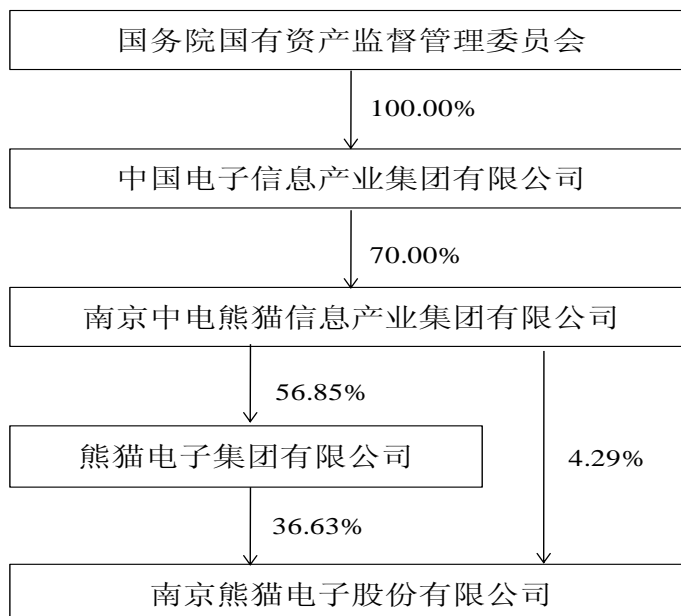 国务院国有资产监督管理委员会
100.00%
中国电子信息产业集团有限公司
70.00%
南京中电熊猫信息产业集团有限公司
56.85%
熊猫电子集团有限公司
4.29%
36.63%
南京熊猫电子股份有限公司